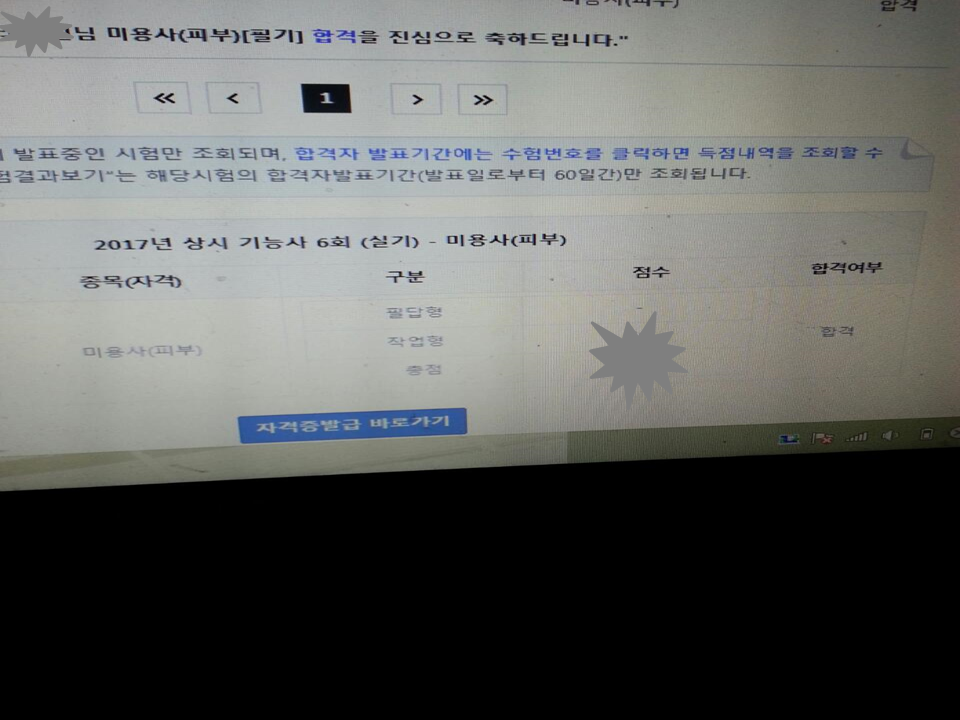 미용사(피부) 합격
님 미용사(피부)[필기] 합격을 진심으로 축하드립니다."
« < 1 > »
발표중인 시험만 조회되며, 합격자 발표기간에는 수험번호를 클릭하면 득점내역을 조회할 수
험결과보기"는 해당시험의 합격자발표기간(발표일로부터 60일간)만 조회됩니다.
2017년 상시 기능사 6회 (실기) - 미용사(피부)
종목(자격) 구분 점수 합격여부
필답형 -
미용사(피부) 작업형 합격
총점
자격증발급 바로가기